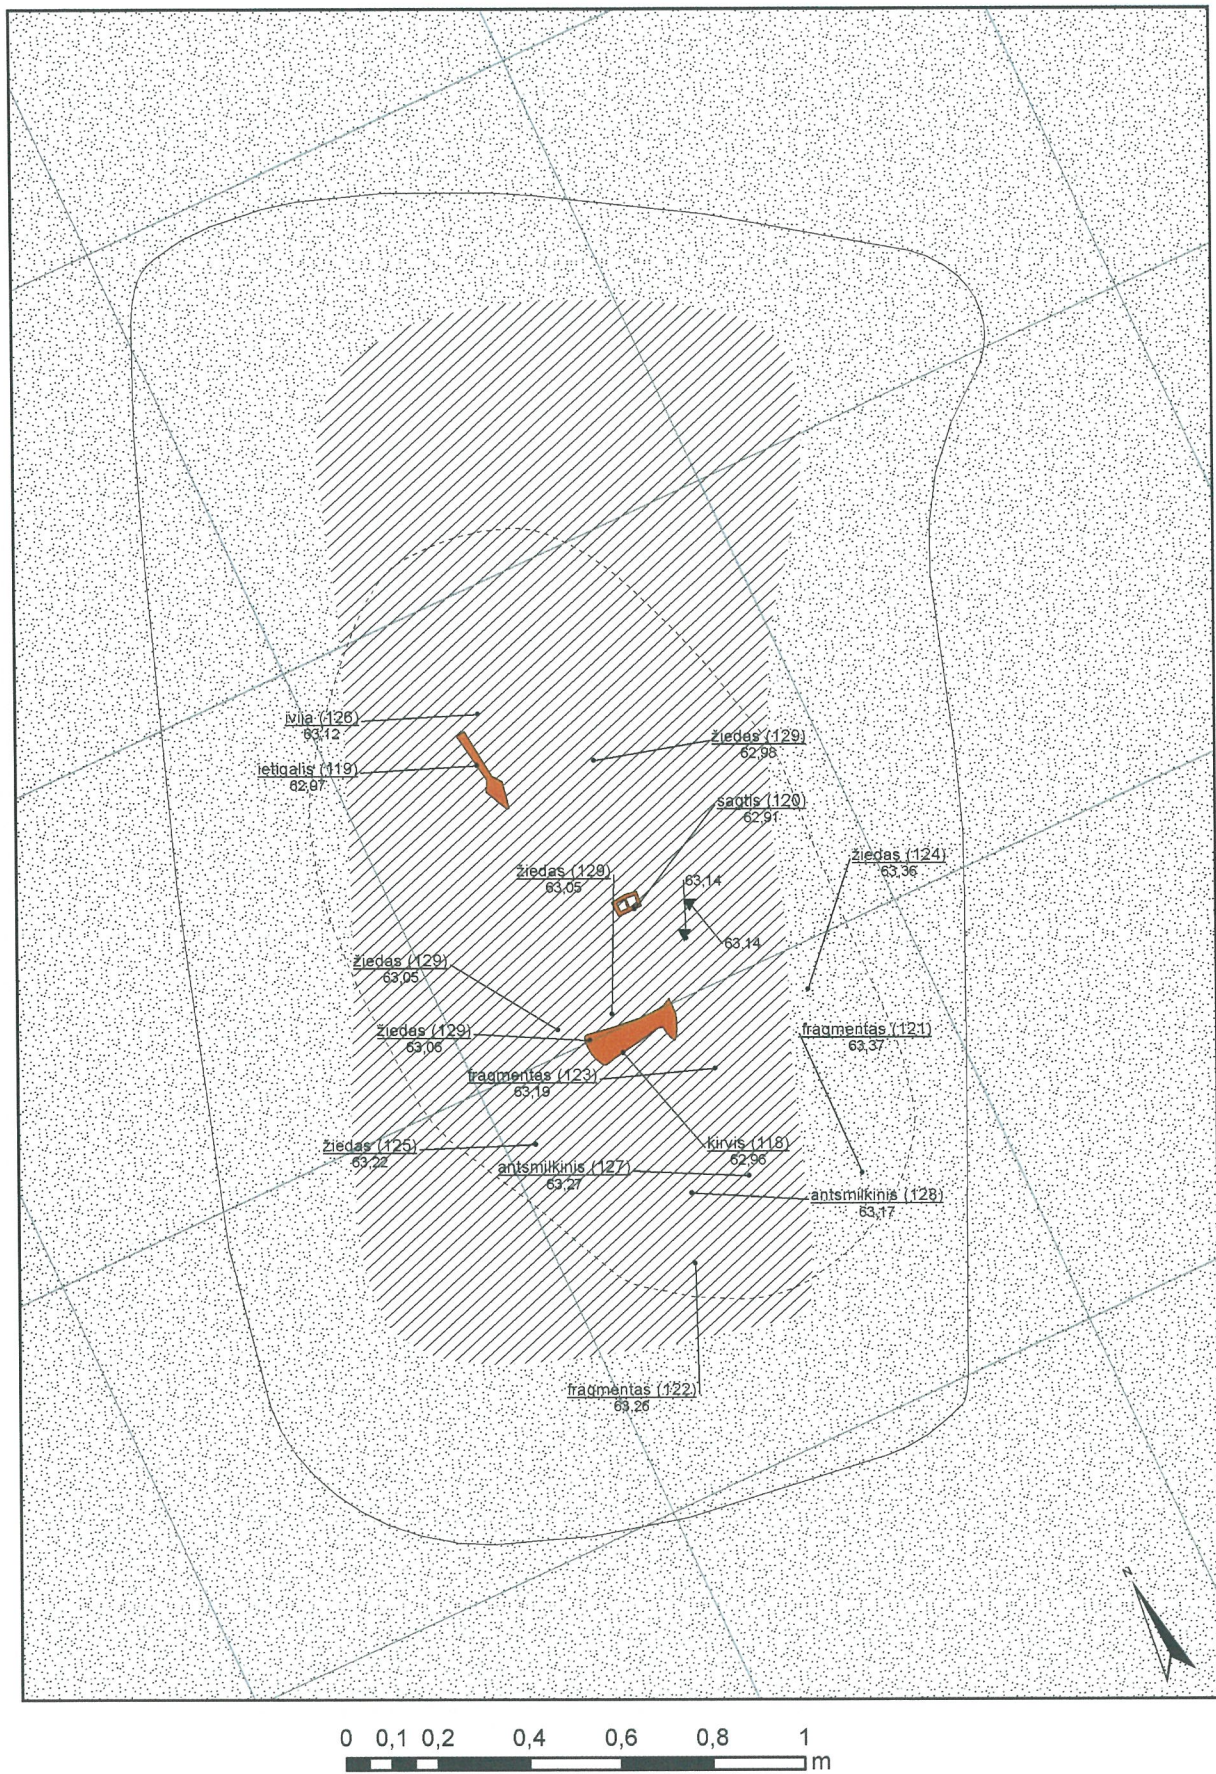 įvija (126)
63,12
ietigalis (119)
62,97
žiedas (129)
62,98
sagtis (120)
62,91
žiedas (124)
63,36
žiedas (129)
63,05
63,14
63,14
žiedas (129)
63,05
žiedas (129)
63,06
fragmentas (121)
63,37
fragmentas (123)
63,19
žiedas (125)
63,22
kirvis (118)
62,96
antsmilkinis (127)
63,27
antsmilkinis (128)
63,17
fragmentas (122)
63,26
N
0 0,1 0,2 0,4 0,6 0,8 1
m